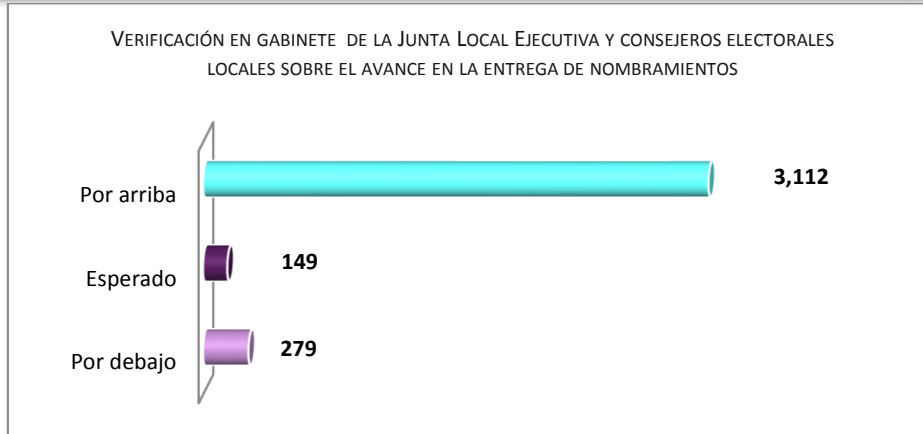 VERIFICACIÓN EN GABINETE DE LA JUNTA LOCAL EJECUTIVA Y CONSEJEROS ELECTORALES
LOCALES SOBRE EL AVANCE EN LA ENTREGA DE NOMBRAMIENTOS
Por arriba 3,112
Esperado 149
Por debajo 279